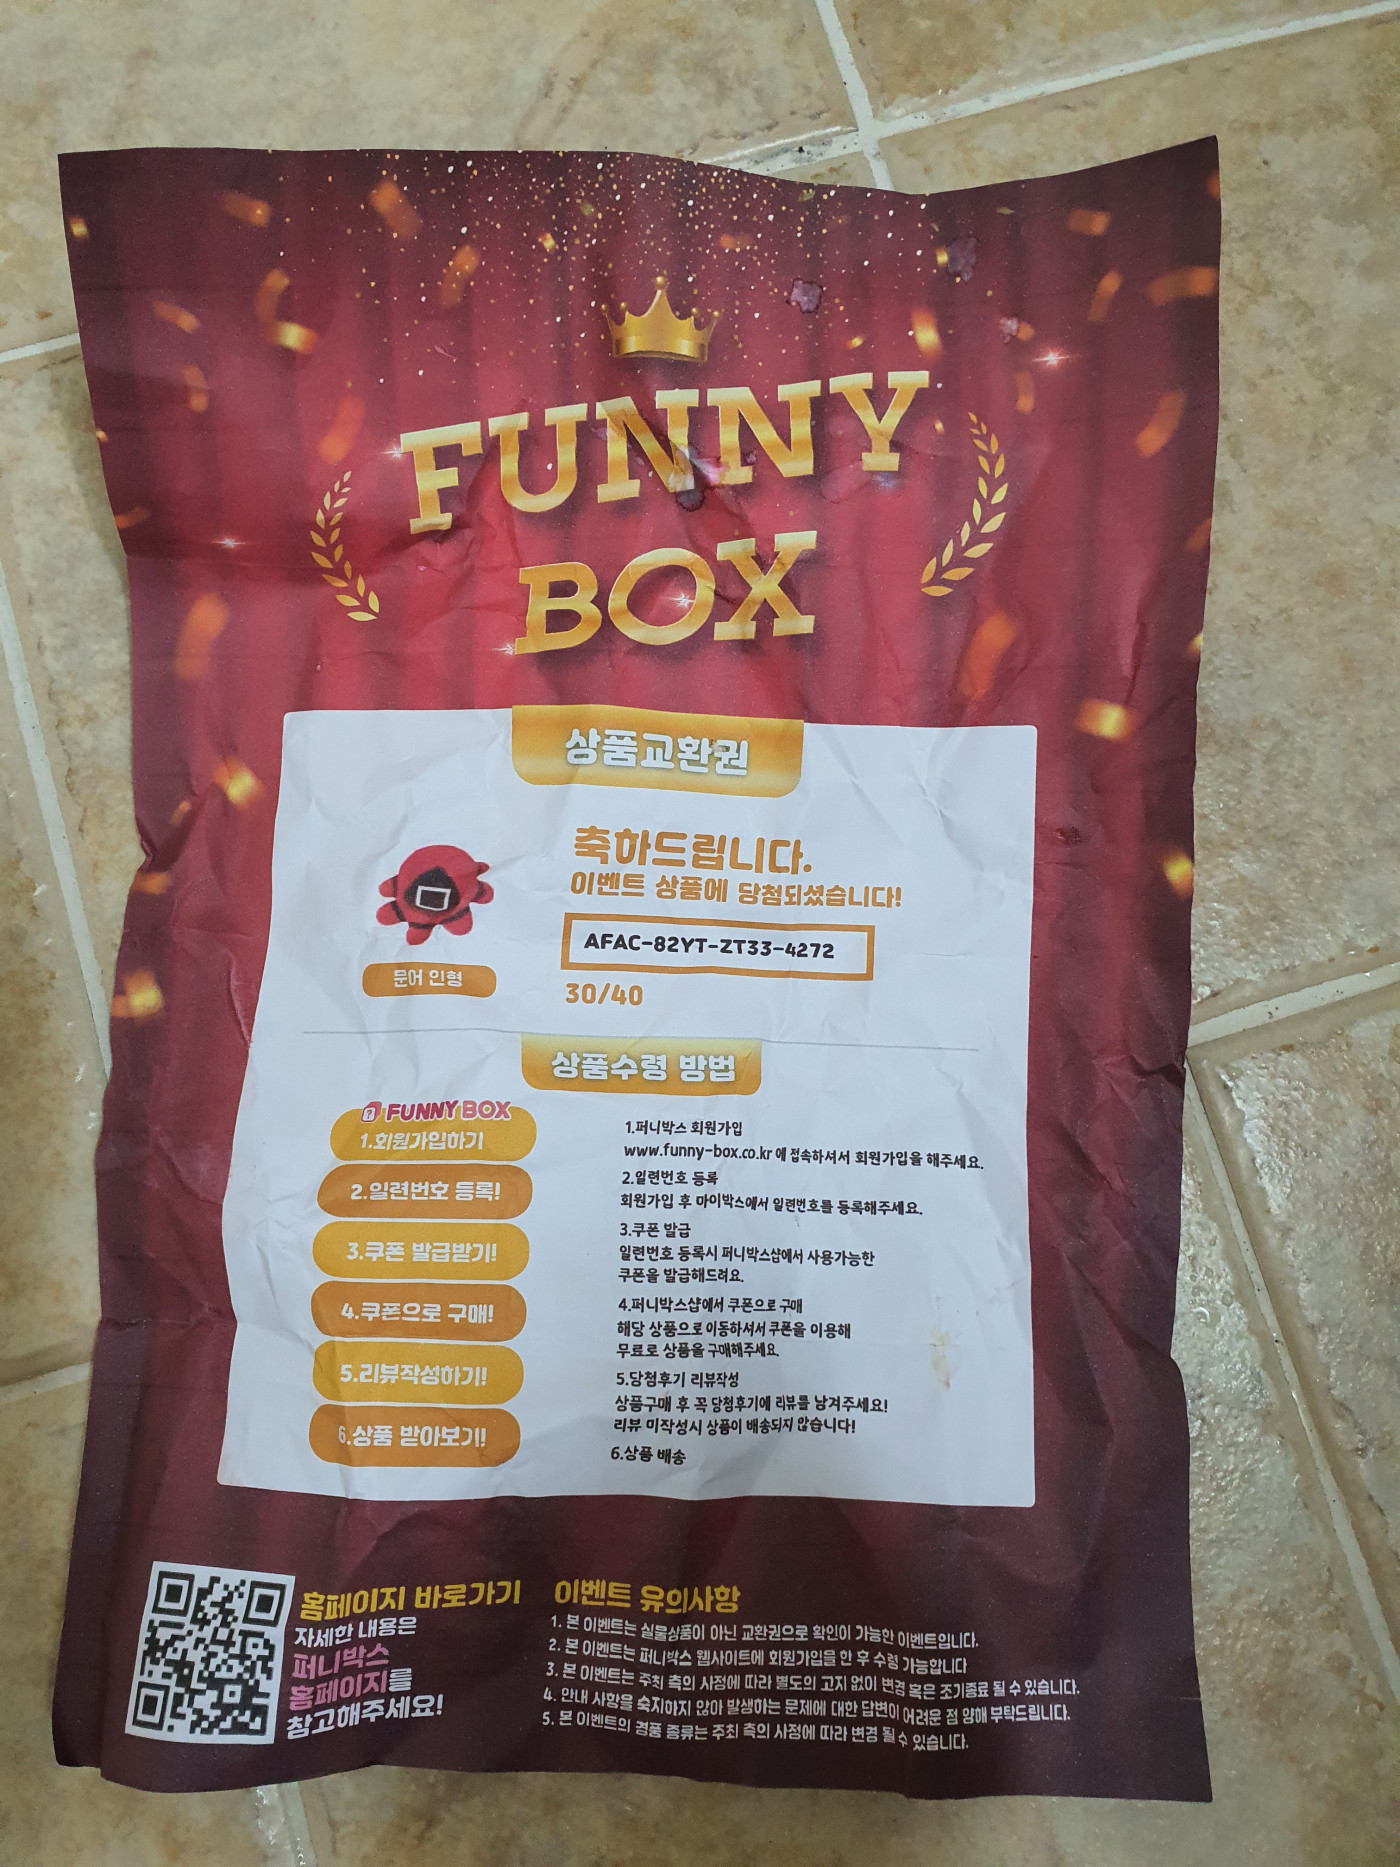 FUNNY
BOX
상품교환권
축하드립니다.
이벤트 상품에 당첨되셨습니다!
AFAC-82YT-ZT33-4272
30/40
문어 인형
상품수령 방법
FUNNY BOX
1.회원가입하기
2.일련번호 등록!
3.쿠폰 발급받기!
4.쿠폰으로 구매!
5.리뷰작성하기!
6.상품 받아보기!
1.퍼니박스 회원가입
www.funny-box.co.kr 에 접속하셔서 회원가입을 해주세요.
2.일련번호 등록
회원가입 후 마이박스에서 일련번호를 등록해주세요.
3.쿠폰 발급
일련번호 등록시 퍼니박스샵에서 사용가능한
쿠폰을 발급해드려요.
4.퍼니박스샵에서 쿠폰으로 구매
해당 상품으로 이동하셔서 쿠폰을 이용해
무료로 상품을 구매해주세요.
5.당첨후기 리뷰작성
상품구매 후 꼭 당첨후기에 리뷰를 남겨주세요!
리뷰 미작성시 상품이 배송되지 않습니다!
6.상품 배송
홈페이지 바로가기
자세한 내용은
퍼니박스
홈페이지를
참고해주세요!
이벤트 유의사항
1. 본 이벤트는 실물상품이 아닌 교환권으로 확인이 가능한 이벤트입니다.
2. 본 이벤트는 퍼니박스 웹사이트에 회원가입을 한 후 수령 가능합니다
3. 본 이벤트는 주최 측의 사정에 따라 별도의 고지 없이 변경 혹은 조기종료 될 수 있습니다.
4. 안내 사항을 숙지하지 않아 발생하는 문제에 대한 답변이 어려운 점 양해 부탁드립니다.
5. 본 이벤트의 경품 종류는 주최 측의 사정에 따라 변경 될 수 있습니다.